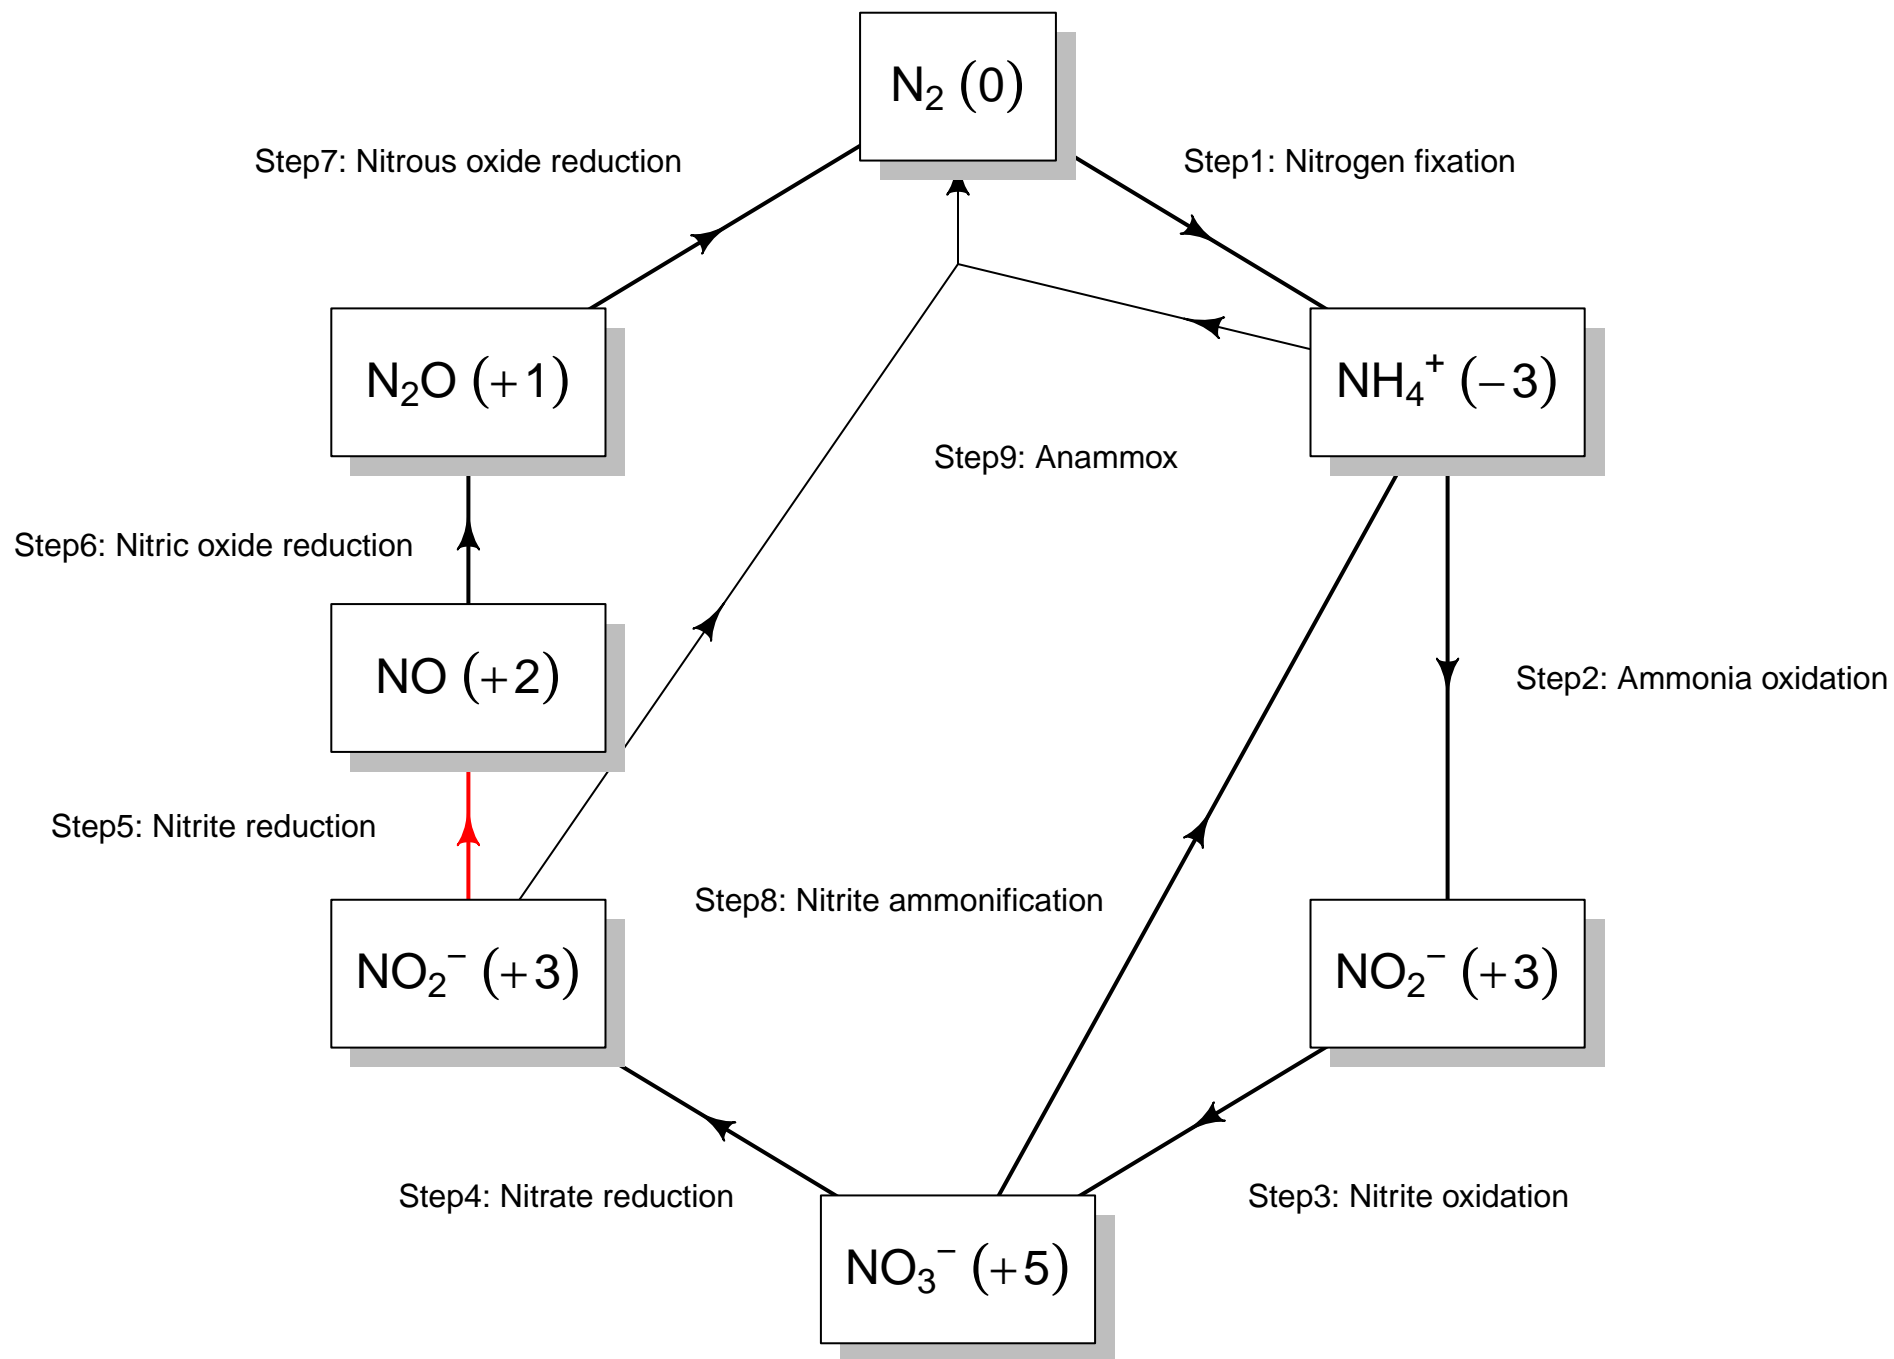 N₂ (0)
Step7: Nitrous oxide reduction
Step1: Nitrogen fixation
N₂O (+1)
NH₄⁺ (−3)
Step9: Anammox
Step6: Nitric oxide reduction
NO (+2)
Step2: Ammonia oxidation
Step5: Nitrite reduction
Step8: Nitrite ammonification
NO₂⁻ (+3)
NO₂⁻ (+3)
Step4: Nitrate reduction
Step3: Nitrite oxidation
NO₃⁻ (+5)